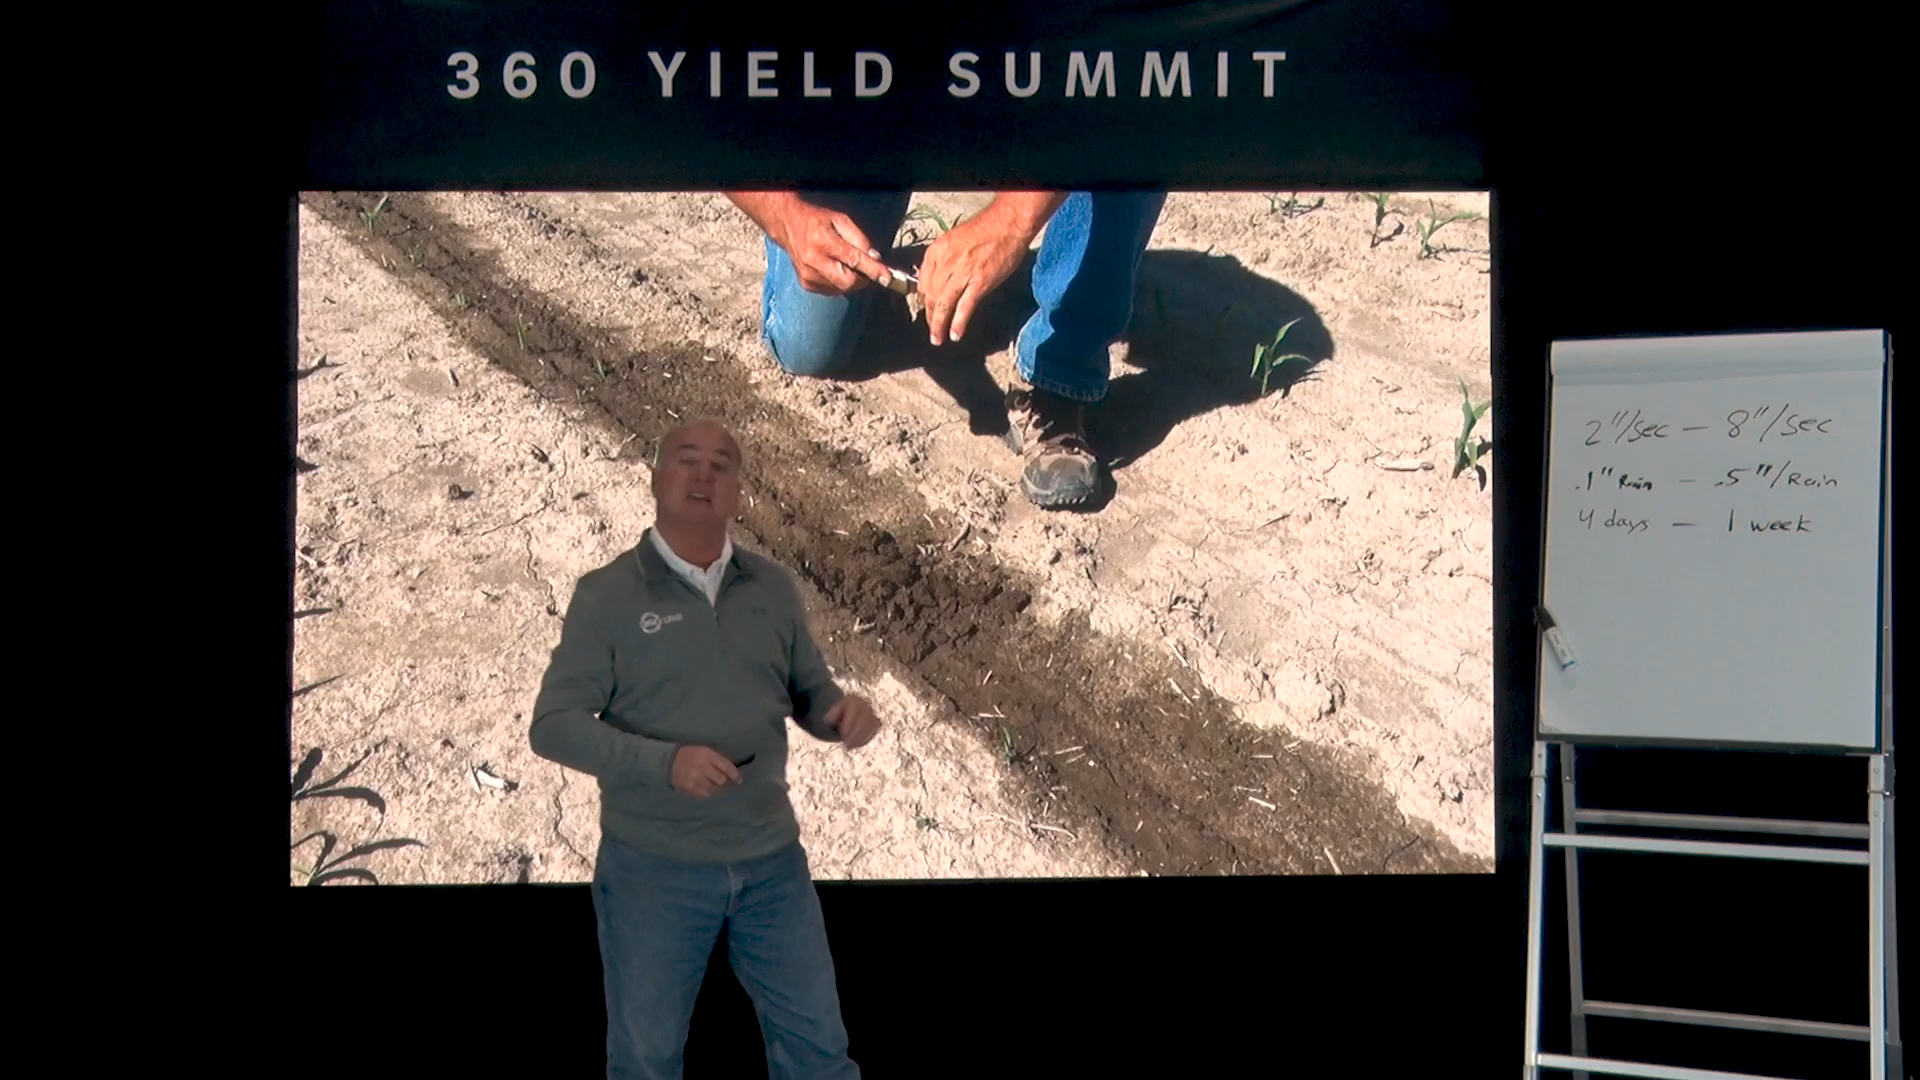 360 YIELD SUMMIT
2"/sec — 8"/sec
.1" Rain — .5"/Rain
4 days — 1 week